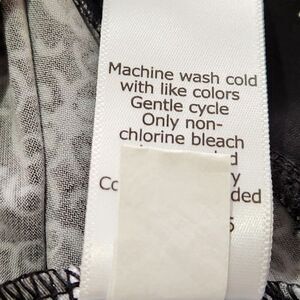 Machine wash cold
with like colors
Gentle cycle
Only non-
chlorine bleach